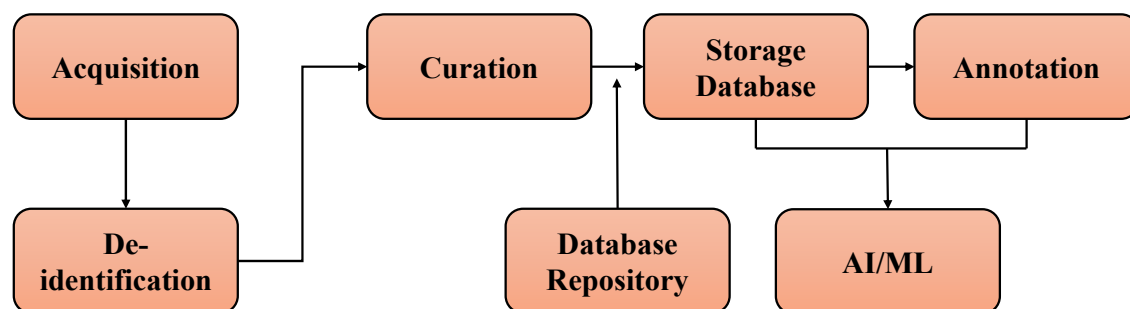 Acquisition
Curation
Storage
Database
Annotation
De-
identification
Database
Repository
AI/ML